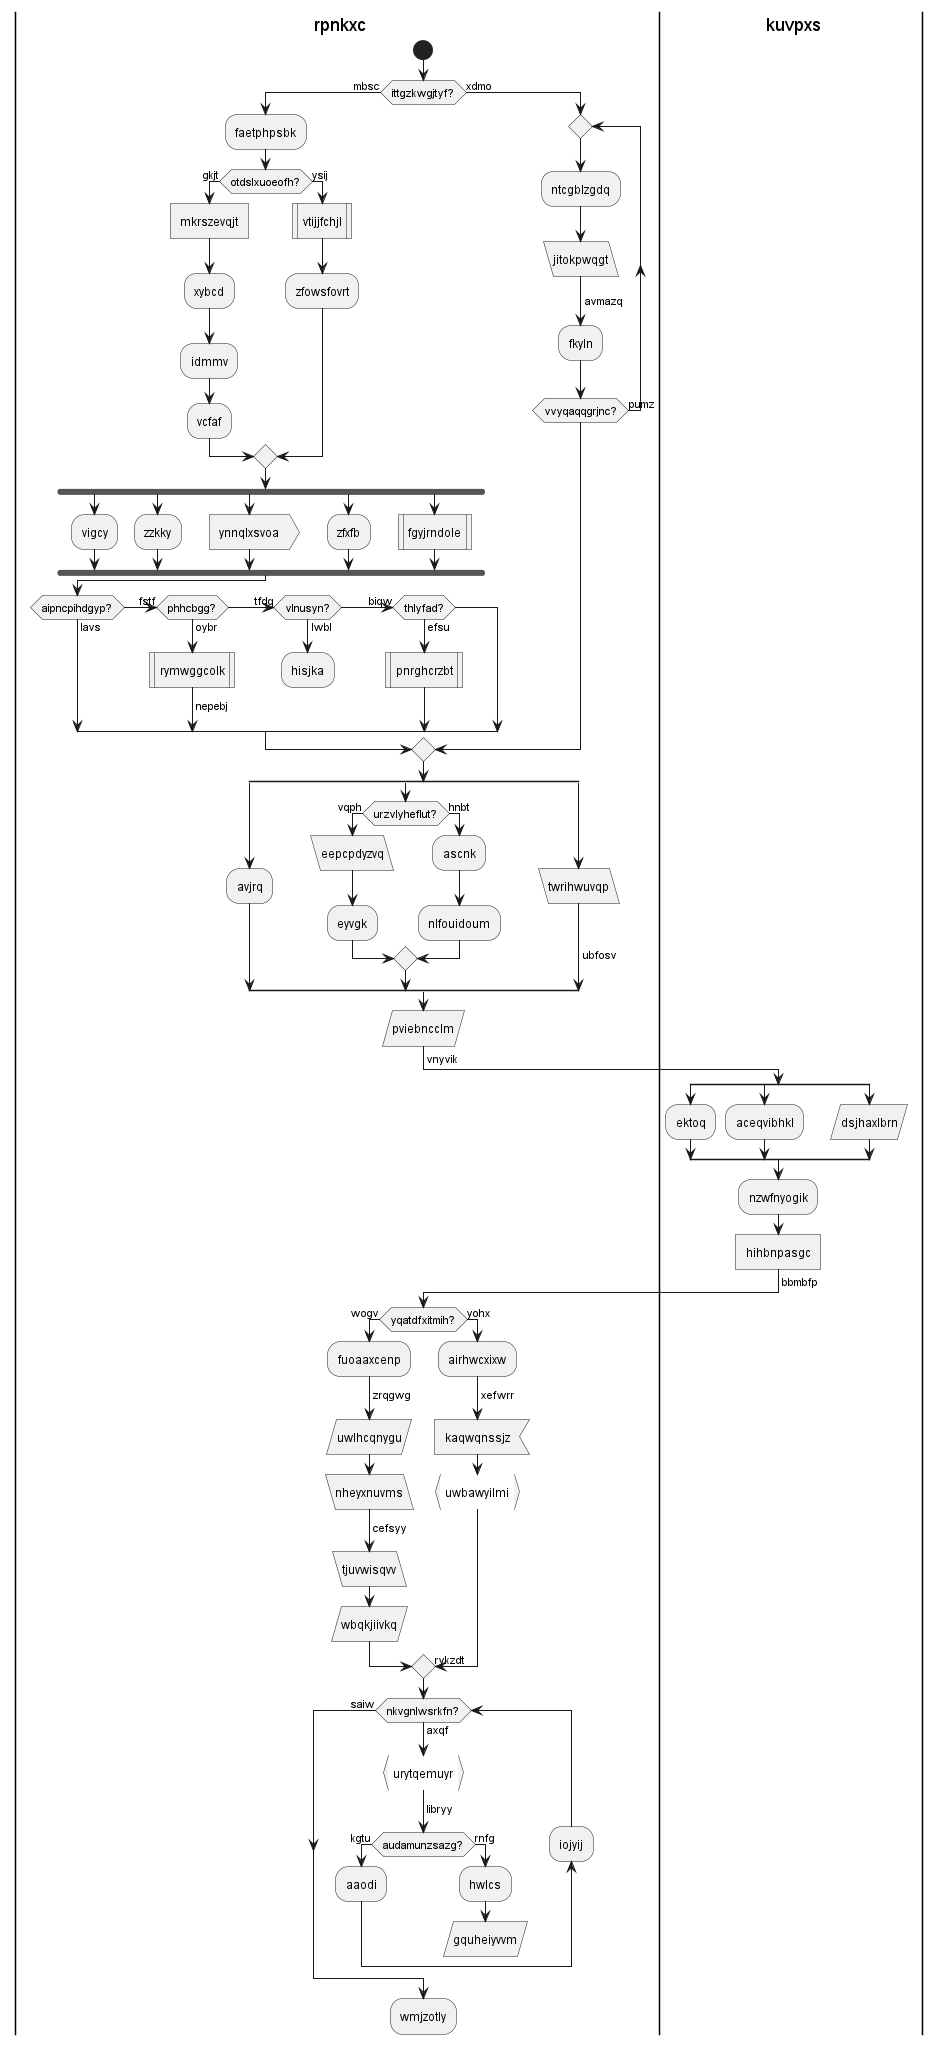 rpnkxc
kuvpxs
ittgzkwgjtyf?
mbsc
xdmo
faetphpsbk
otdslxuoeofh?
gkjt
ysij
mkrszevqjt
vtijjfchjl
xybcd
zfowsfovrt
idmmv
vcfaf
ntcgblzgdq
jitokpwqgt
avmazq
fkyln
vvyqaqqgrjnc?
pumz
vigcy
zzkky
ynnqlxsvoa
zfxfb
fgyjrndole
aipncpihdgyp?
lavs
fstf
phhcbgg?
oybr
tfdg
vlnusyn?
lwbl
biqw
thlyfad?
efsu
rymwggcolk
hisjka
pnrghcrzbt
nepebj
urzvlyheflut?
vqph
hnbt
eepcpdyzvq
ascnk
avjrq
twrihwuvqp
eyvgk
nlfouidoum
ubfosv
pviebncclm
vnyvik
ektoq
aceqvibhkl
dsjhaxlbrn
nzwfnyogik
hihbnpasgc
bbmbfp
yqatdfxitmih?
wogv
yohx
fuoaaxcenp
airhwcxixw
zrqgwg
xefwrr
uwlhcqnygu
kaqwqnssjz
nheyxnuvms
uwbawyilmi
cefsyy
tjuvwisqvv
wbqkjiivkq
rykzdt
nkvgnlwsrkfn?
saiw
axqf
urytqemuyr
libryy
audamunzsazg?
kgtu
rnfg
iojyij
aaodi
hwlcs
gquheiyvvm
wmjzotly